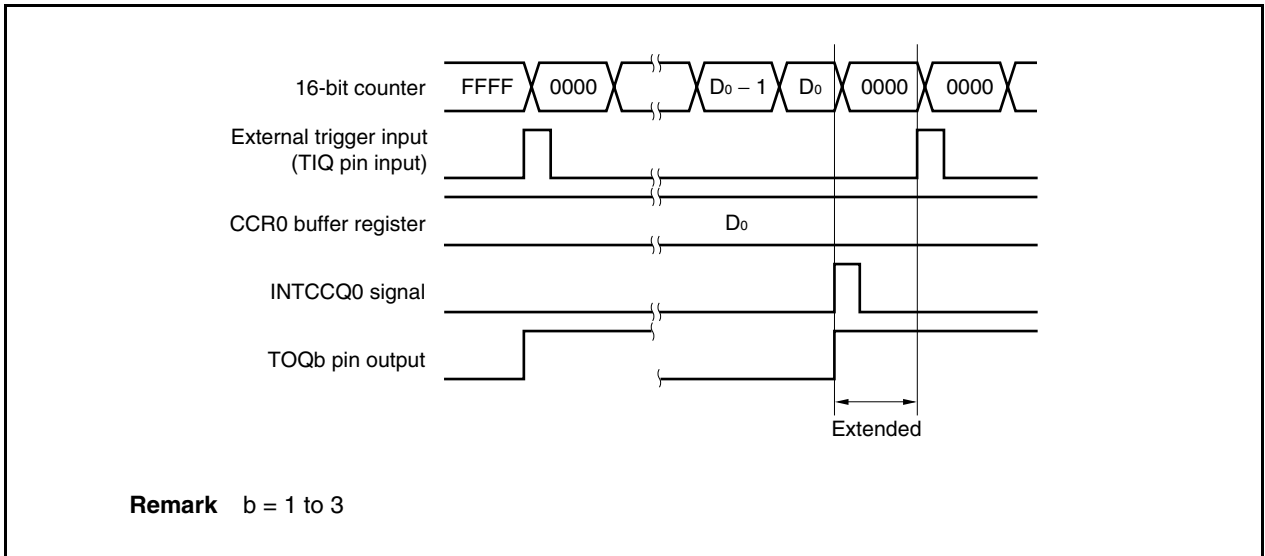 16-bit counter FFFF 0000 D0 − 1 D0 0000 0000
External trigger input
(TIQ pin input)
CCR0 buffer register D0
INTCCQ0 signal
TOQb pin output
Extended
Remark b = 1 to 3